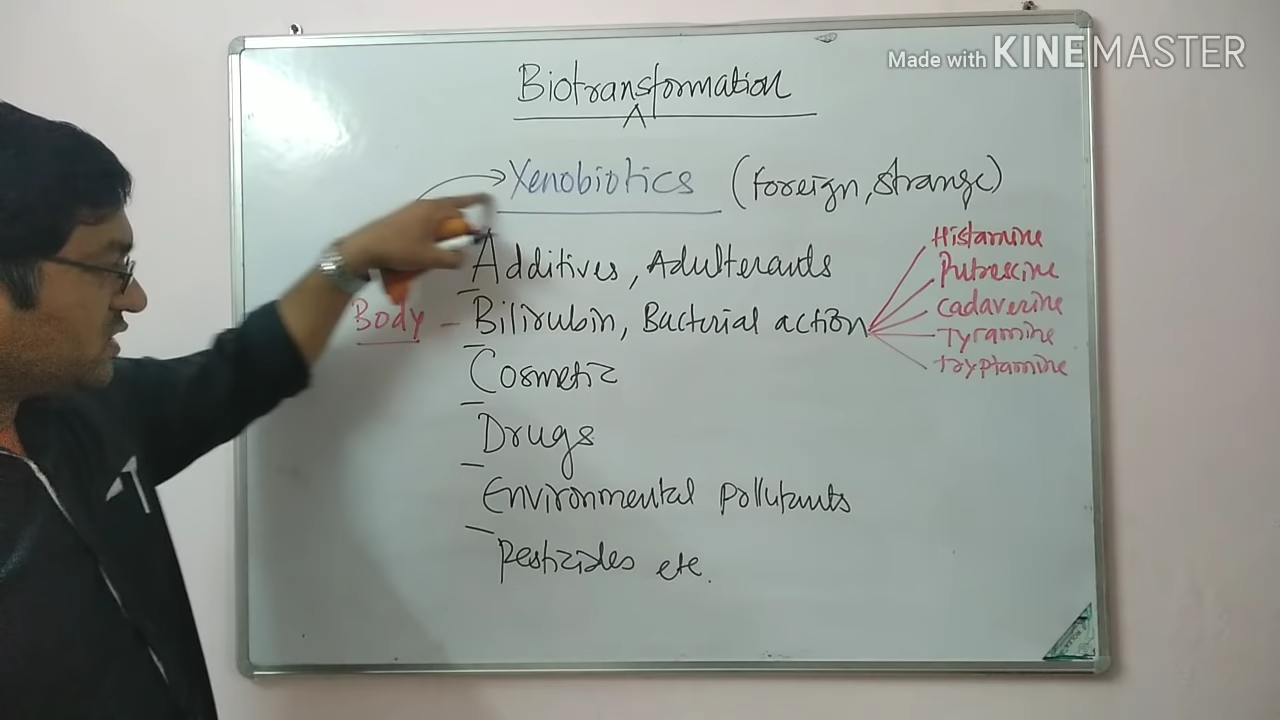 Made with KINEMASTER
Biotransformation
Xenobiotics (foreign, strange)
Additives, Adulterants
Body - Bilirubin, Bacterial action
Histamine
Putrescine
Cadaverine
Tyramine
tryptamine
Cosmetic
Drugs
Environmental pollutants
Pesticides etc.